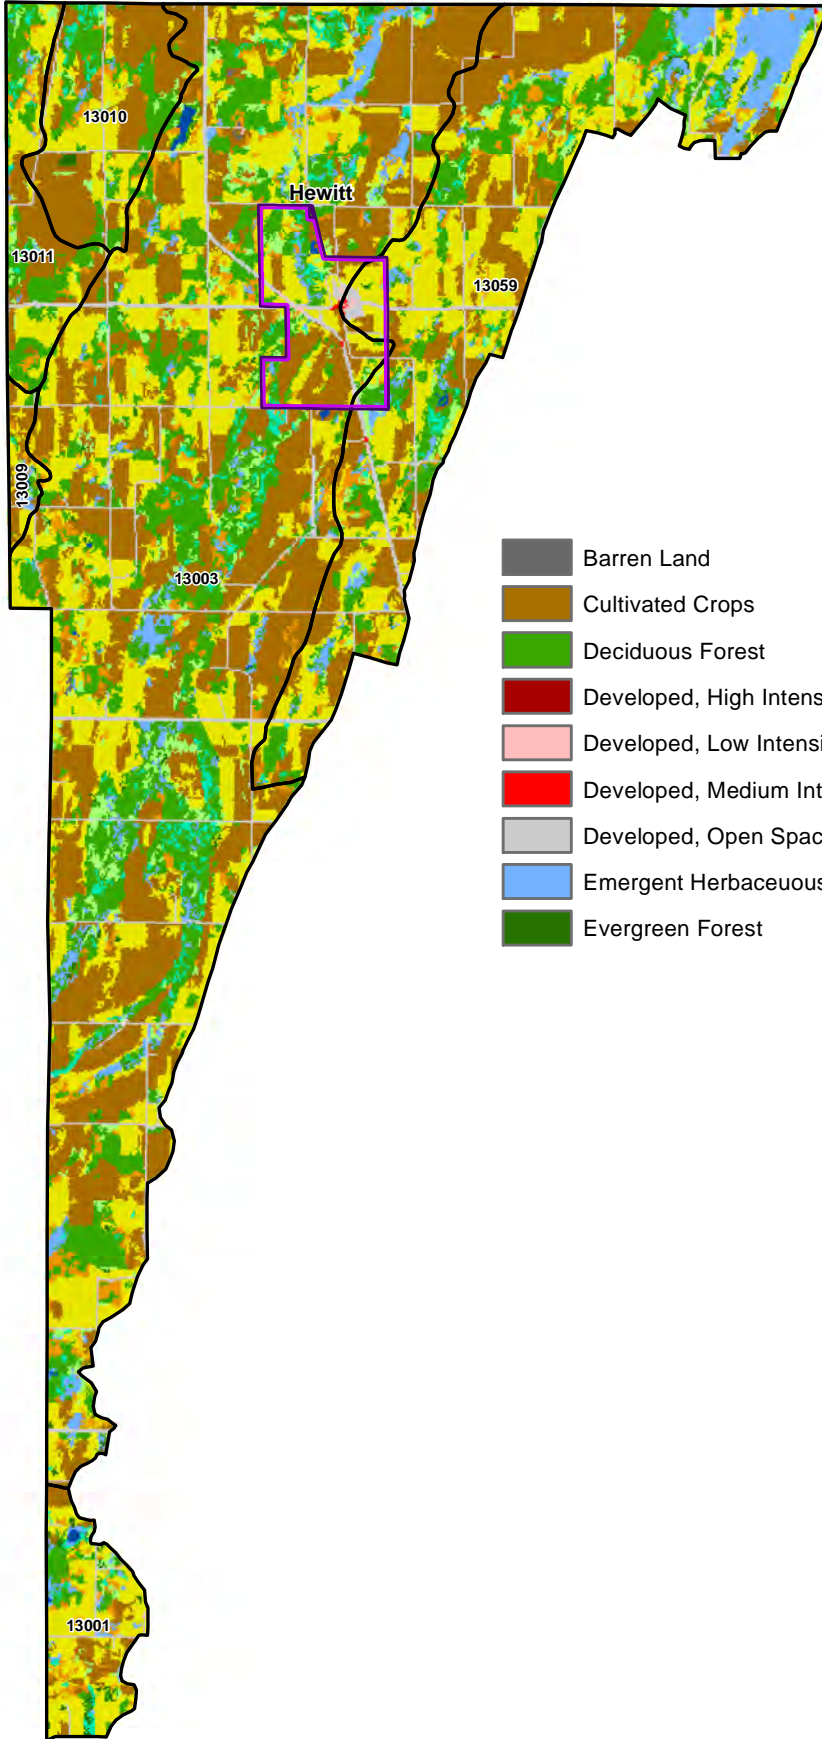 13010
Hewitt
13011
13059
13009
13003
Barren Land
Cultivated Crops
Deciduous Forest
Developed, High Intens
Developed, Low Intensi
Developed, Medium Int
Developed, Open Spac
Emergent Herbaceuous
Evergreen Forest
13001